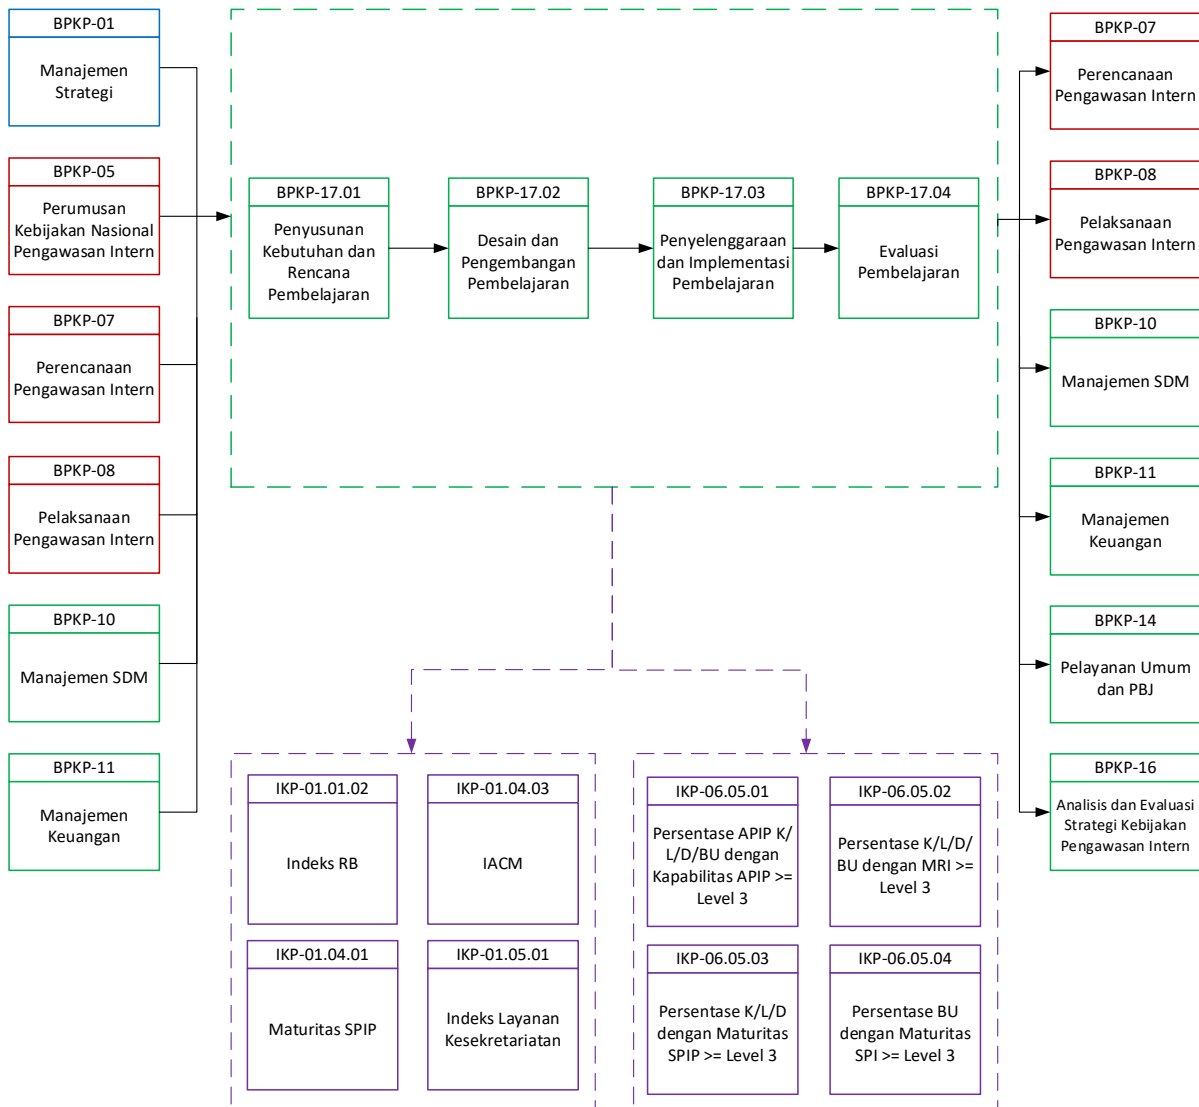 BPKP-01
Manajemen
Strategi
BPKP-05
Perumusan
Kebijakan Nasional
Pengawasan Intern
BPKP-07
Perencanaan
Pengawasan Intern
BPKP-08
Pelaksanaan
Pengawasan Intern
BPKP-10
Manajemen SDM
BPKP-11
Manajemen
Keuangan
BPKP-17.01
Penyusunan
Kebutuhan dan
Rencana
Pembelajaran
BPKP-17.02
Desain dan
Pengembangan
Pembelajaran
BPKP-17.03
Penyelenggaraan
dan Implementasi
Pembelajaran
BPKP-17.04
Evaluasi
Pembelajaran
IKP-01.01.02
Indeks RB
IKP-01.04.03
IACM
IKP-01.04.01
Maturitas SPIP
IKP-01.05.01
Indeks Layanan
Kesekretariatan
IKP-06.05.01
Persentase APIP K/
L/D/BU dengan
Kapabilitas APIP >=
Level 3
IKP-06.05.02
Persentase K/L/D/
BU dengan MRI >=
Level 3
IKP-06.05.03
Persentase K/L/D
dengan Maturitas
SPIP >= Level 3
IKP-06.05.04
Persentase BU
dengan Maturitas
SPI >= Level 3
BPKP-07
Perencanaan
Pengawasan Intern
BPKP-08
Pelaksanaan
Pengawasan Intern
BPKP-10
Manajemen SDM
BPKP-11
Manajemen
Keuangan
BPKP-14
Pelayanan Umum
dan PBJ
BPKP-16
Analisis dan Evaluasi
Strategi Kebijakan
Pengawasan Intern